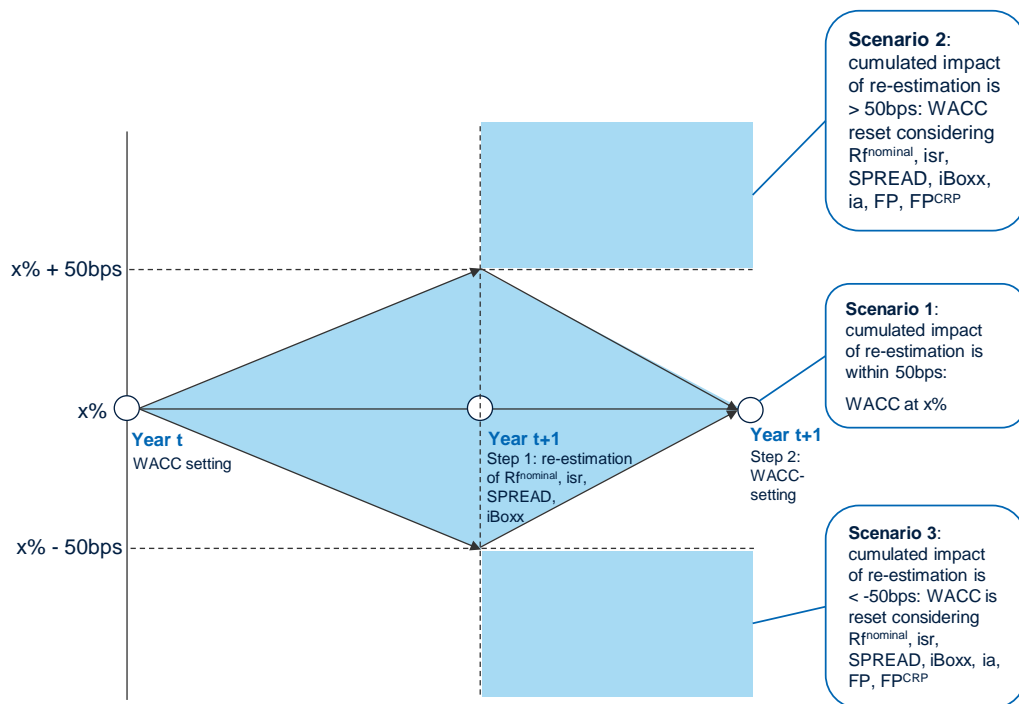 Scenario 2:
cumulated impact
of re-estimation is
> 50bps: WACC
reset considering
Rfnominal, isr,
SPREAD, iBoxx,
ia, FP, FPCRP
x% + 50bps
Scenario 1:
cumulated impact
of re-estimation is
within 50bps:
WACC at x%
x%
Year t
WACC setting
Year t+1
Step 1: re-estimation
of Rfnominal, isr,
SPREAD,
iBoxx
Year t+1
Step 2:
WACC-
setting
x% - 50bps
Scenario 3:
cumulated impact
of re-estimation is
< -50bps: WACC is
reset considering
Rfnominal, isr,
SPREAD, iBoxx, ia,
FP, FPCRP